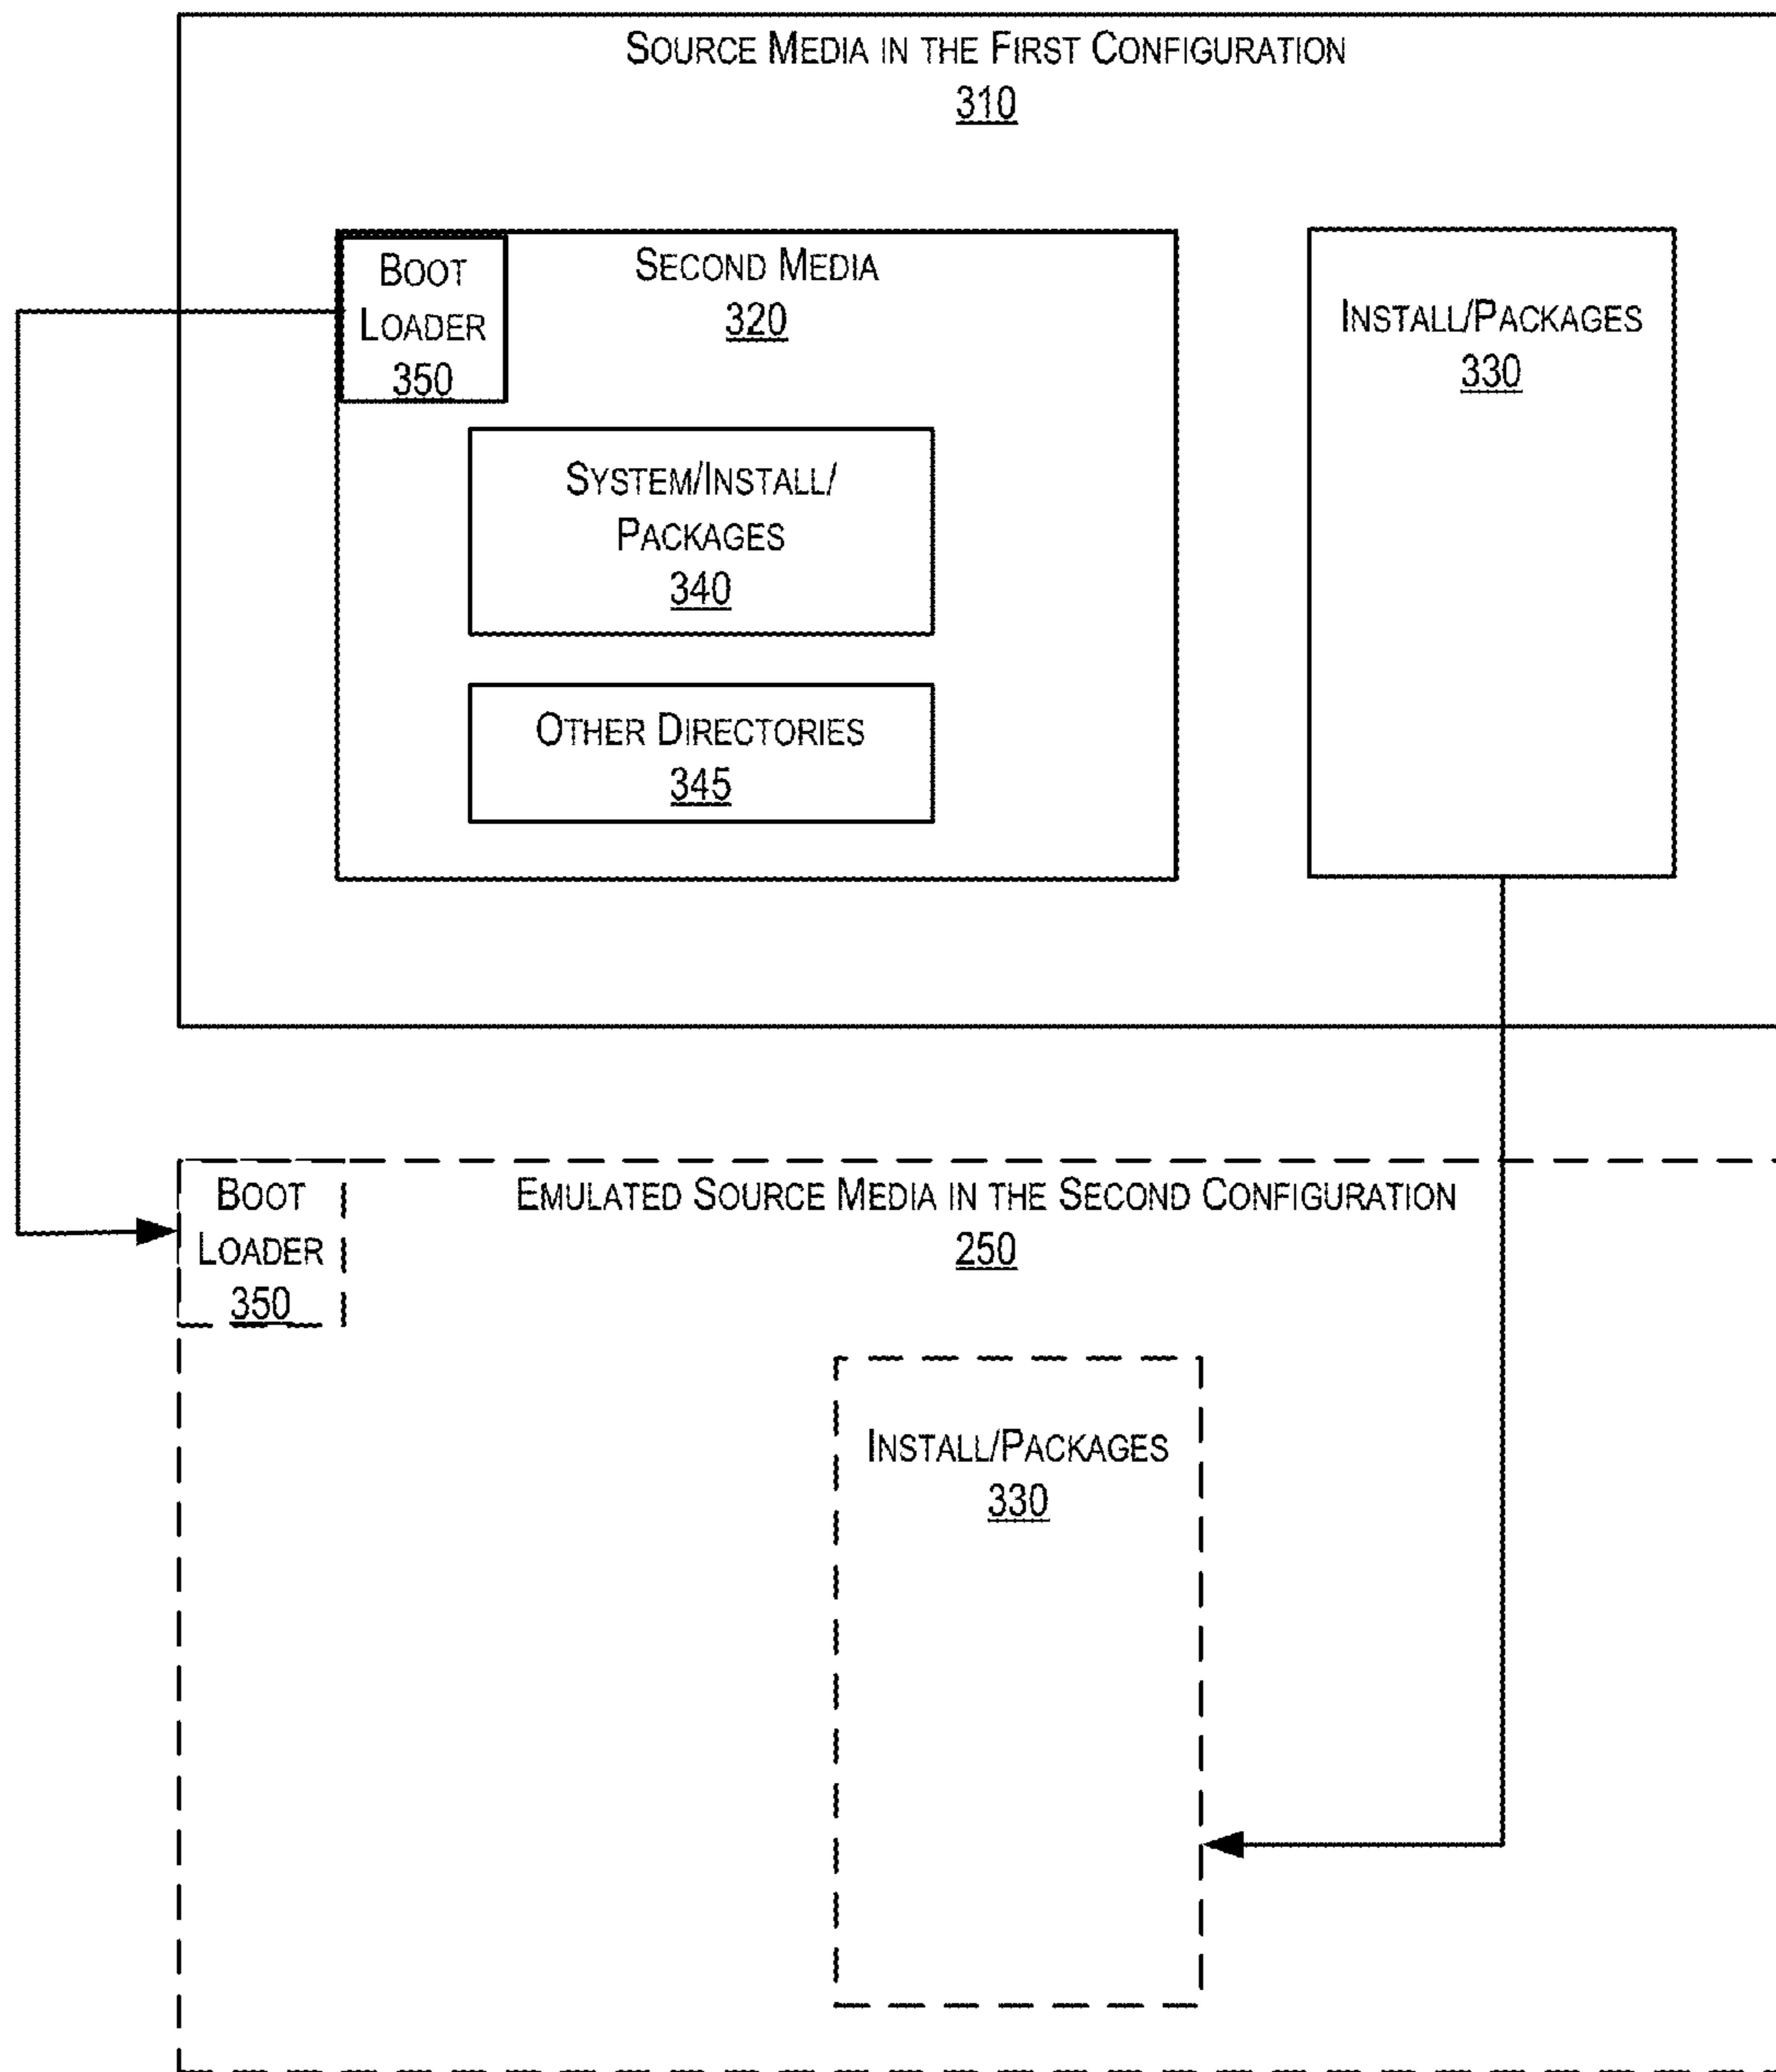 SOURCE MEDIA IN THE FIRST CONFIGURATION
310
BOOT
LOADER
350
SECOND MEDIA
320
INSTALL/PACKAGES
330
SYSTEM/INSTALL/
PACKAGES
340
OTHER DIRECTORIES
345
BOOT
LOADER
350
EMULATED SOURCE MEDIA IN THE SECOND CONFIGURATION
250
INSTALL/PACKAGES
330